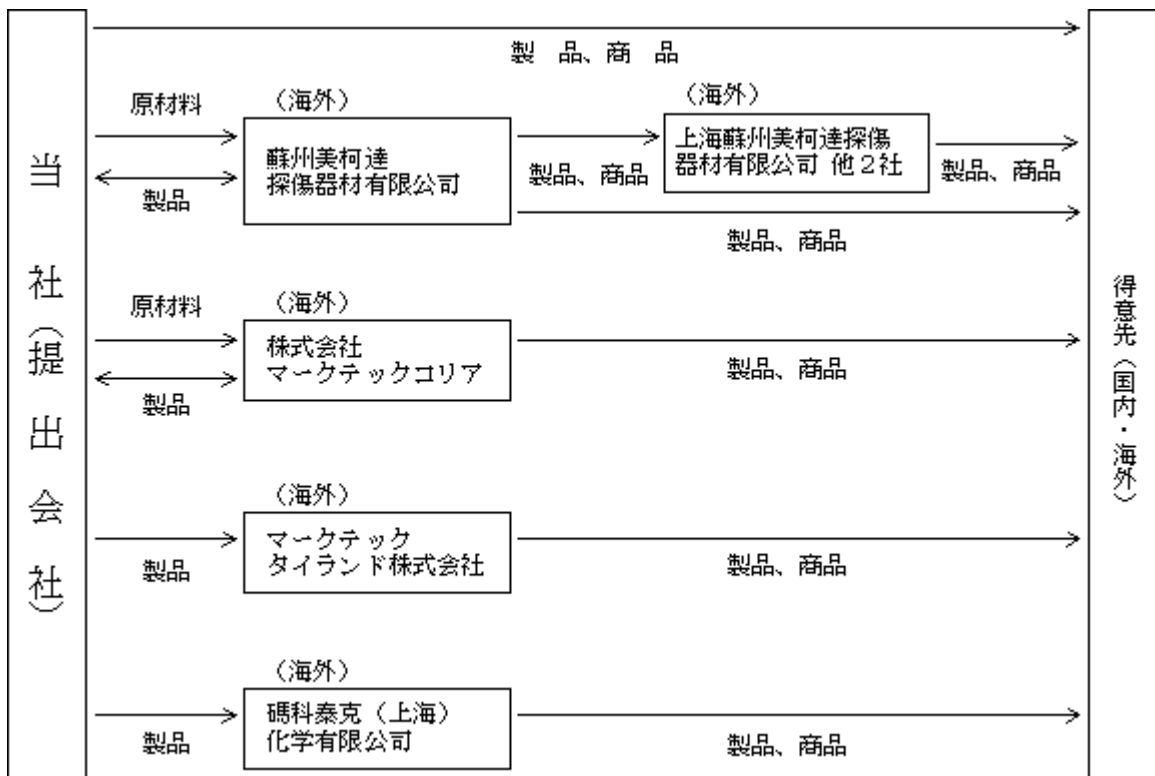 当社(提出会社)
製品、商品
原材料
(海外)
(海外)
蘇州美柯達
探傷器材有限公司
上海蘇州美柯達探傷
器材有限公司 他2社
製品
製品、商品
製品、商品
製品、商品
原材料
(海外)
株式会社
マークテックコリア
製品
製品、商品
(海外)
マークテック
タイランド株式会社
製品
製品、商品
(海外)
碼科泰克(上海)
化学有限公司
製品
製品、商品
得意先(国内・海外)